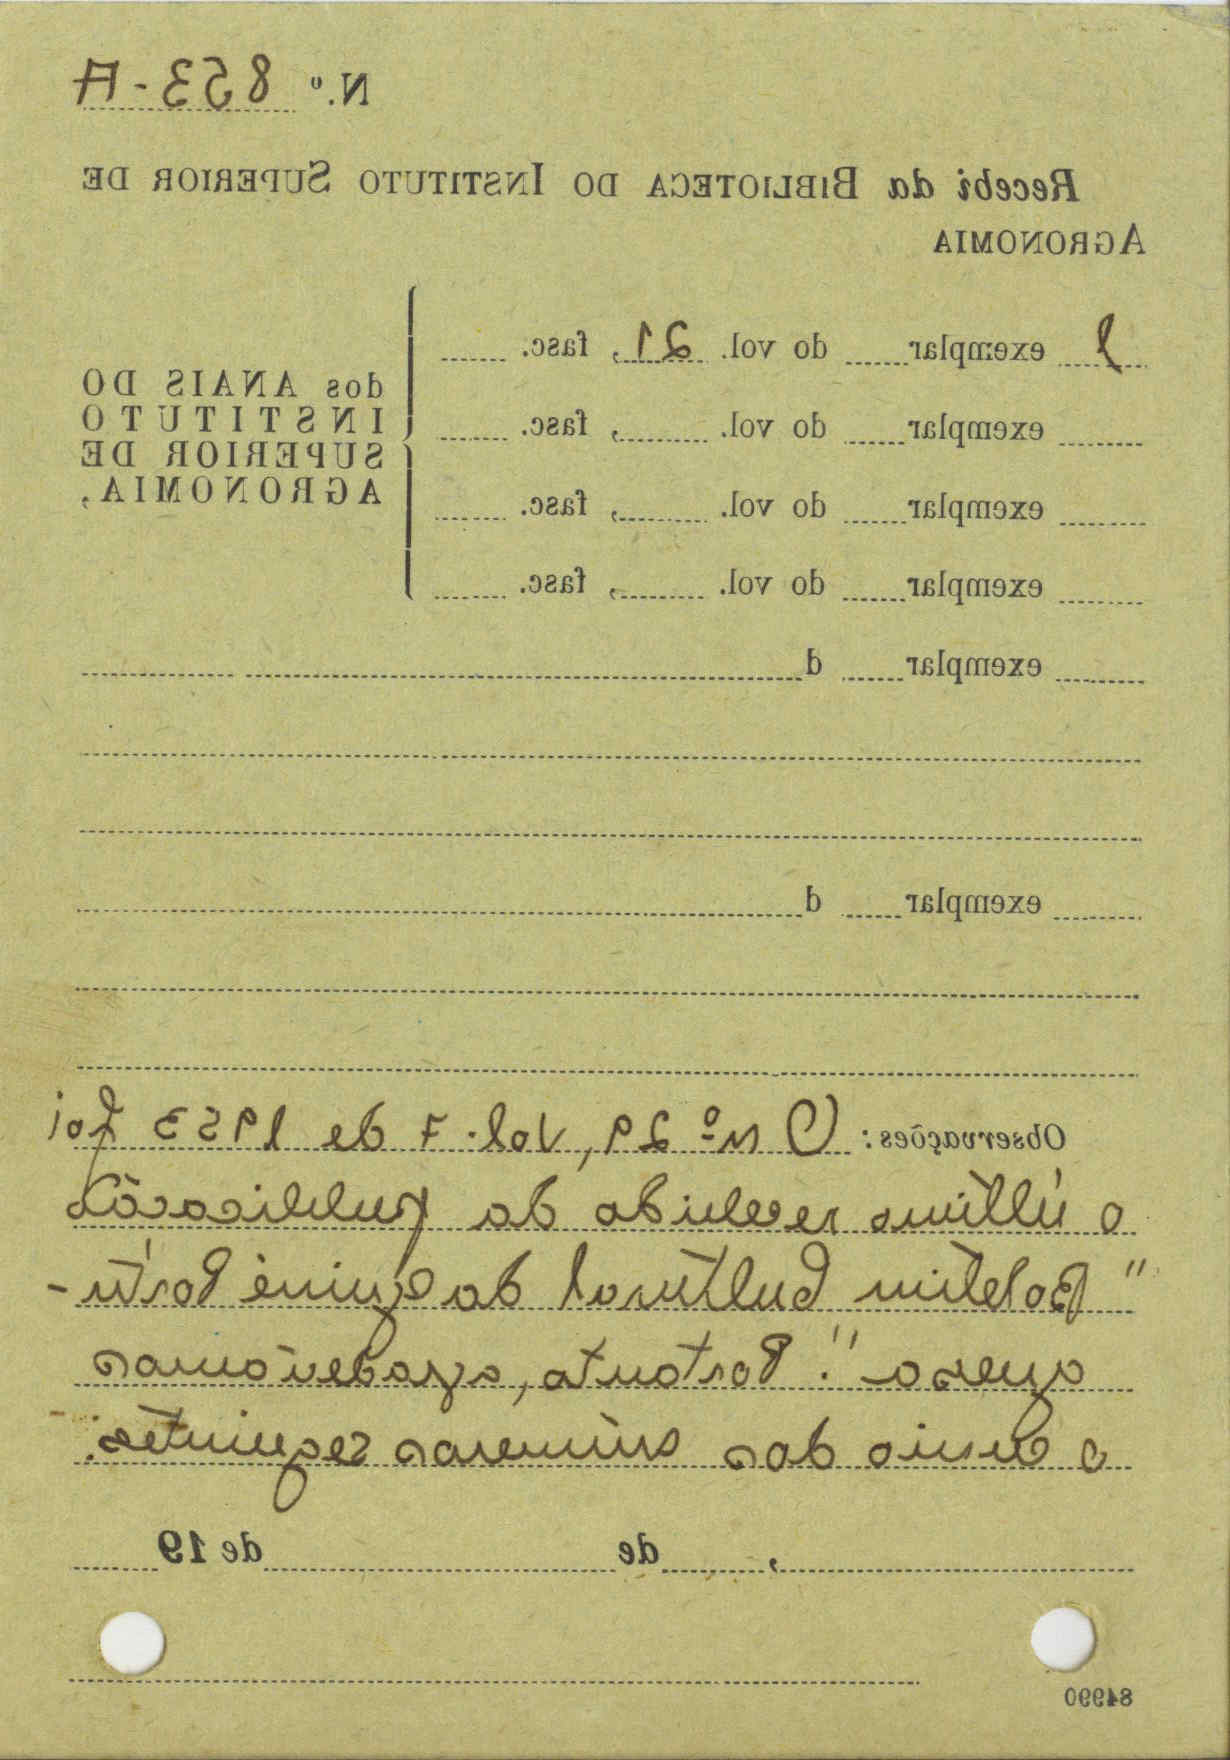 N.º 853-A
Recebi da BIBLIOTECA DO INSTITUTO SUPERIOR DE
AGRONOMIA
1 exemplar do vol. 21, fasc.
exemplar do vol. , fasc.
exemplar do vol. , fasc.
exemplar do vol. , fasc.
dos ANAIS DO
INSTITUTO
SUPERIOR DE
AGRONOMIA,
exemplar d
exemplar d
Observações: O nº 29, Vol. 7 de 1953 foi
o último recebido da publicação
"Boletim Cultural da Guiné Portu-
guesa". Portanto, agradecíamos
o envio dos números seguintes.
, de de 19
84990